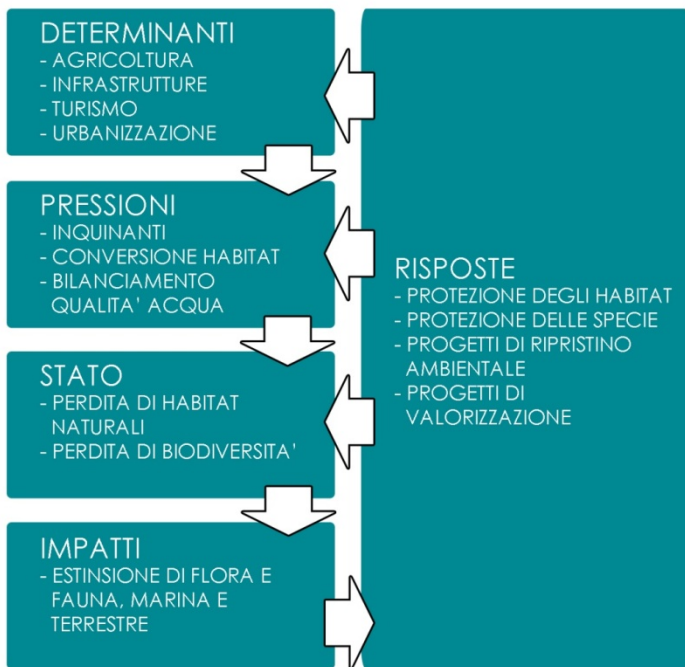 DETERMINANTI
- AGRICOLTURA
- INFRASTRUTTURE
- TURISMO
- URBANIZZAZIONE
PRESSIONI
- INQUINANTI
- CONVERSIONE HABITAT
- BILANCIAMENTO
QUALITA' ACQUA
STATO
- PERDITA DI HABITAT
NATURALI
- PERDITA DI BIODIVERSITA'
IMPATTI
- ESTINSIONE DI FLORA E
FAUNA, MARINA E
TERRESTRE
RISPOSTE
- PROTEZIONE DEGLI HABITAT
- PROTEZIONE DELLE SPECIE
- PROGETTI DI RIPRISTINO
AMBIENTALE
- PROGETTI DI
VALORIZZAZIONE